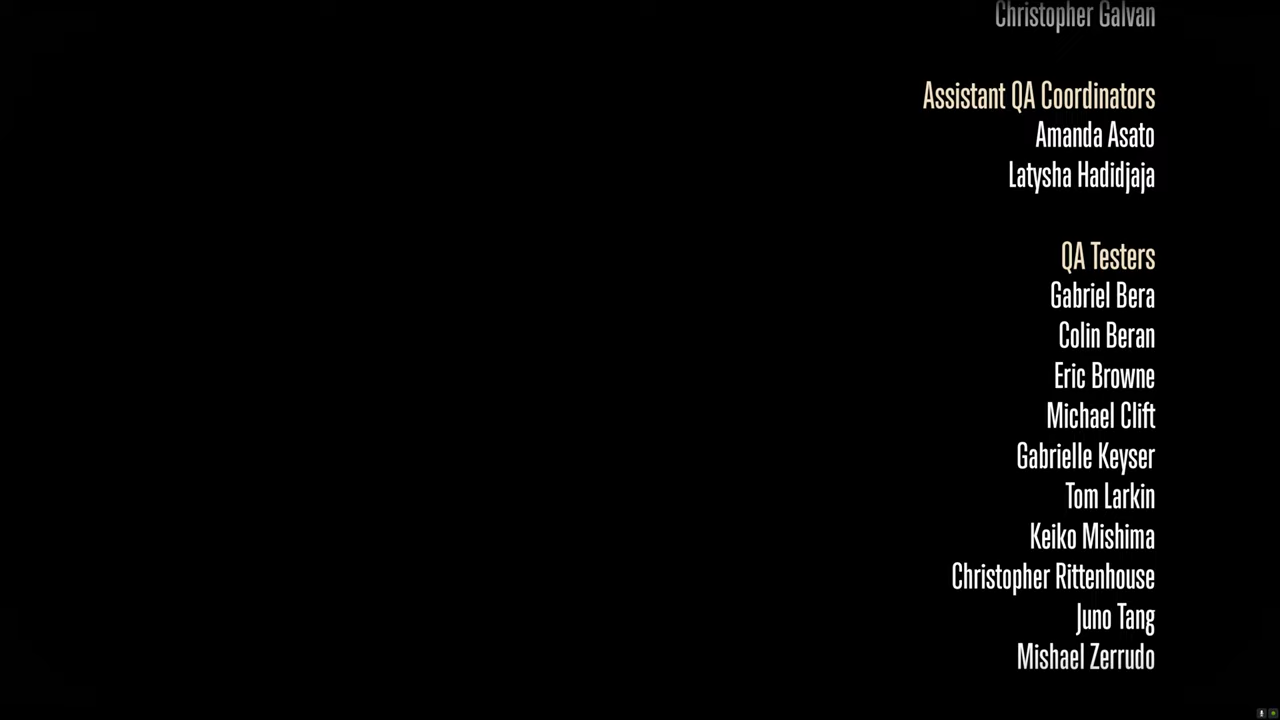 Christopher Galvan
Assistant QA Coordinators
Amanda Asato
Latysha Hadidjaja
QA Testers
Gabriel Bera
Colin Beran
Eric Browne
Michael Clift
Gabrielle Keyser
Tom Larkin
Keiko Mishima
Christopher Rittenhouse
Juno Tang
Mishael Zerrudo